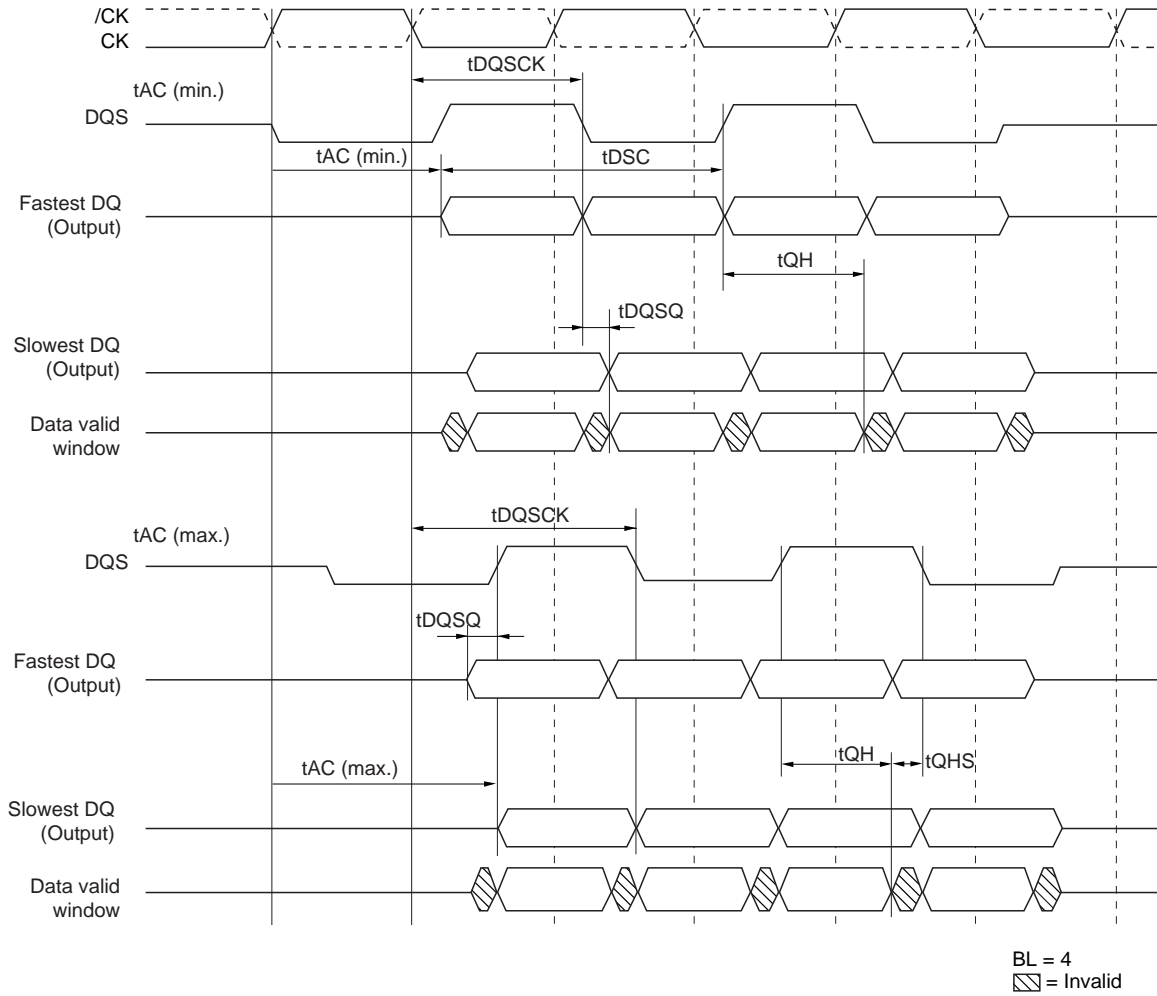 /CK
CK
tDQSCK
tAC (min.)
DQS
tAC (min.)
tDSC
Fastest DQ
(Output)
tQH
tDQSQ
Slowest DQ
(Output)
Data valid
window
tDQSCK
tAC (max.)
DQS
tDQSQ
Fastest DQ
(Output)
tQH
tQHS
tAC (max.)
Slowest DQ
(Output)
Data valid
window
BL = 4
= Invalid